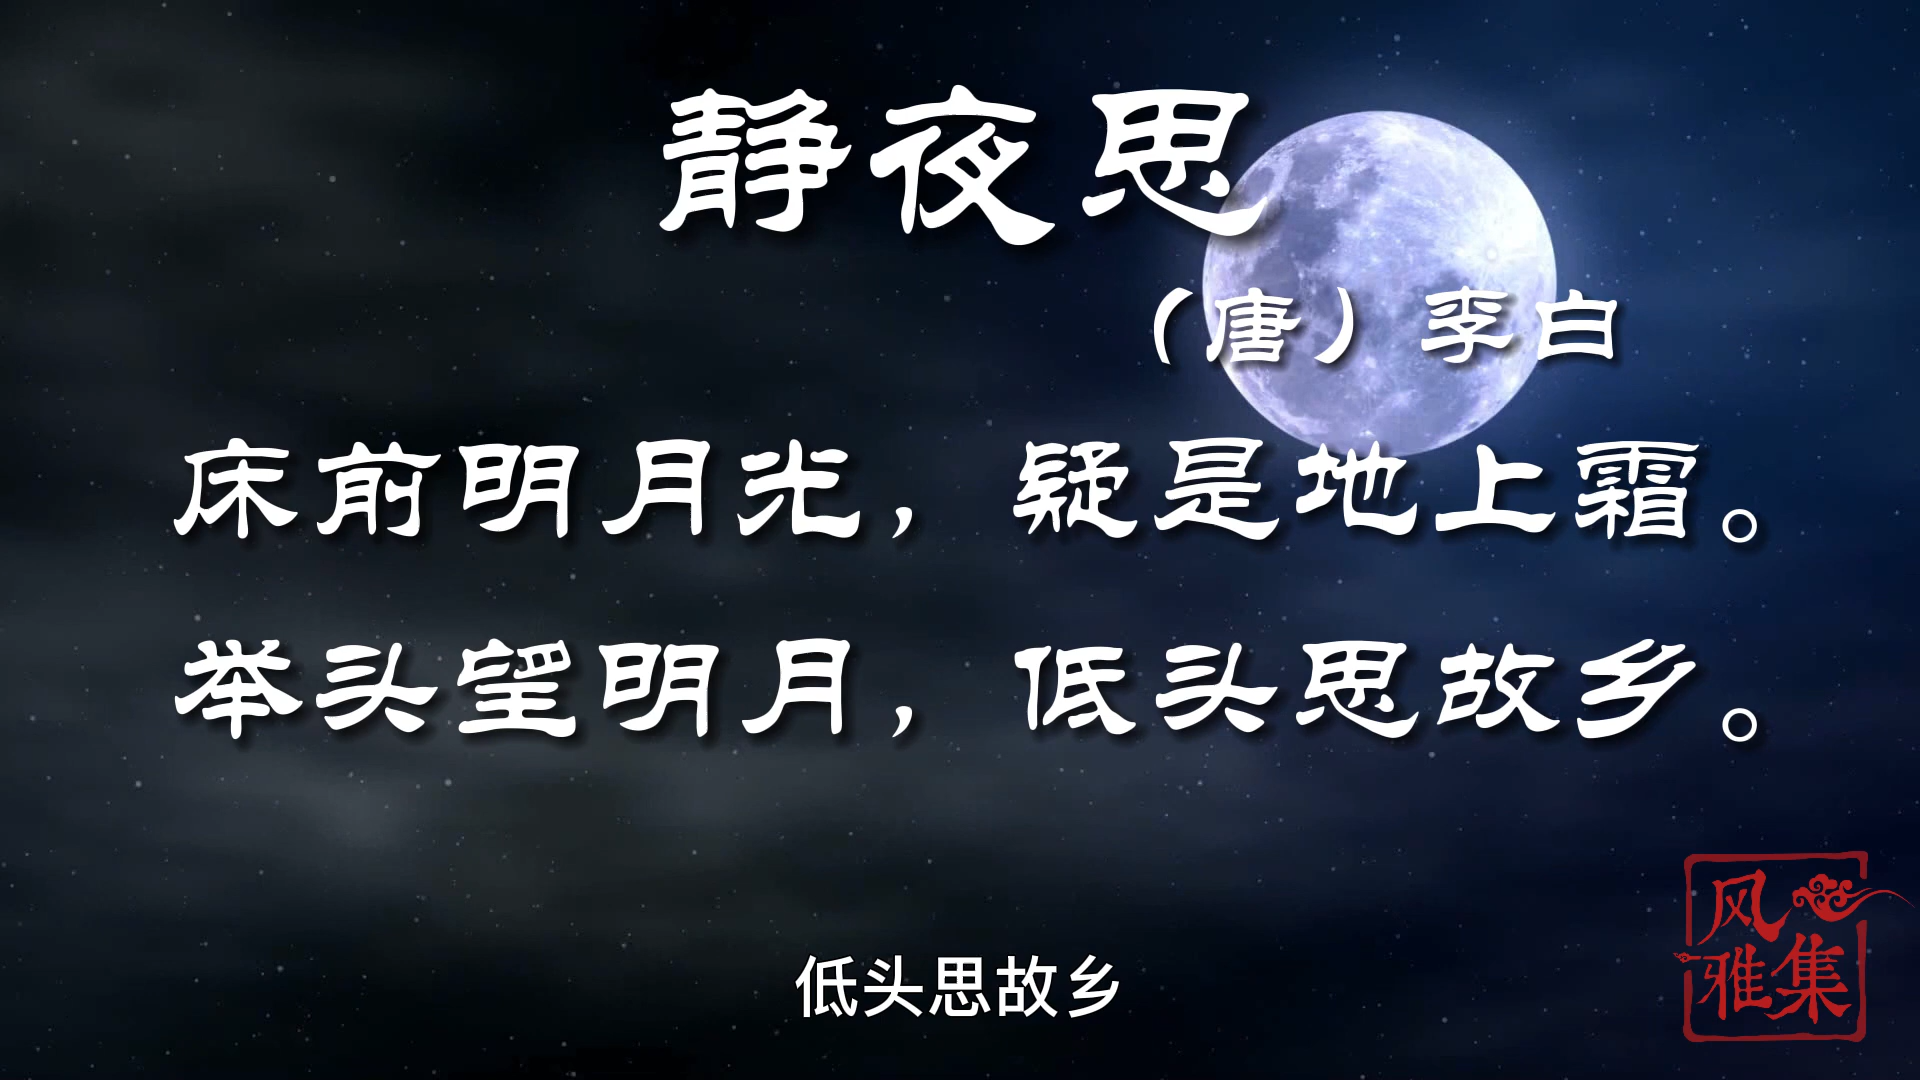 静夜思
（唐）李白
床前明月光，疑是地上霜。
举头望明月，低头思故乡。
低头思故乡
风
雅集